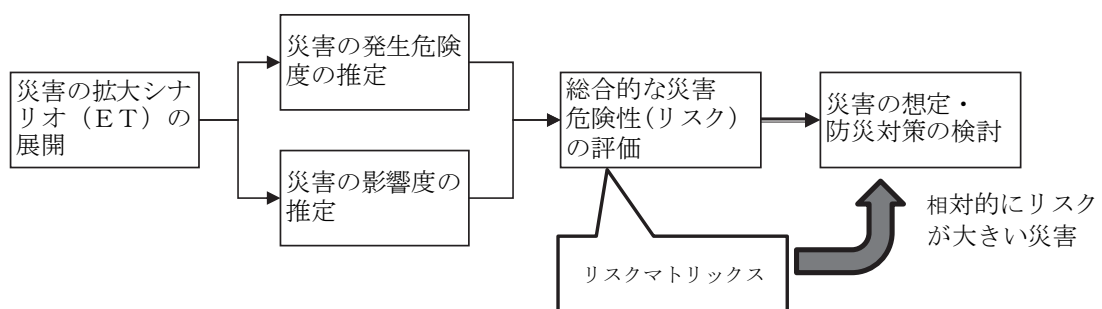 災害の拡大シナ
リオ（ＥＴ）の
展開
災害の発生危険
度の推定
災害の影響度の
推定
総合的な災害
危険性(リスク)
の評価
災害の想定・
防災対策の検討
リスクマトリックス
相対的にリスク
が大きい災害